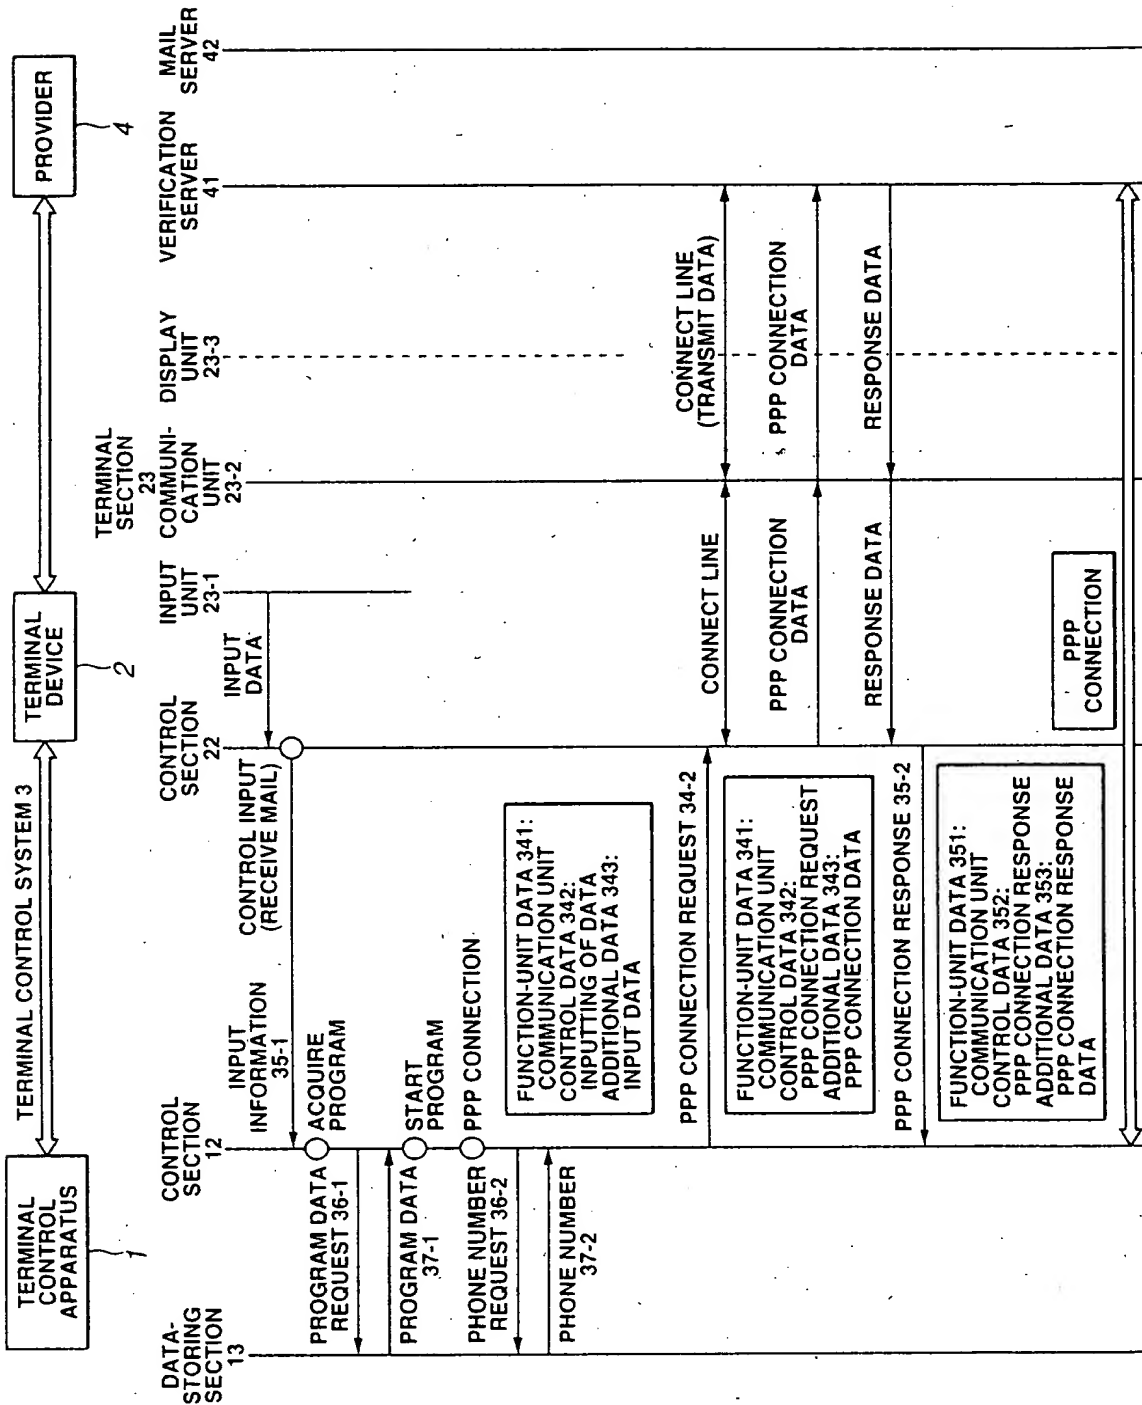 TERMINAL
CONTROL
APPARATUS
1
TERMINAL CONTROL SYSTEM 3
TERMINAL
DEVICE
2
PROVIDER
4
DATA-
STORING
SECTION
13
CONTROL
SECTION
12
CONTROL
SECTION
22
TERMINAL
SECTION
23
INPUT
UNIT
23-1
COMMUNI-
CATION
UNIT
23-2
DISPLAY
UNIT
23-3
VERIFICATION
SERVER
41
MAIL
SERVER
42
INPUT
DATA
CONTROL INPUT
(RECEIVE MAIL)
INPUT
INFORMATION
35-1
ACQUIRE
PROGRAM
PROGRAM DATA
REQUEST 36-1
PROGRAM DATA
37-1
START
PROGRAM
PPP CONNECTION
PHONE NUMBER
REQUEST 36-2
PHONE NUMBER
37-2
FUNCTION-UNIT DATA 341:
COMMUNICATION UNIT
CONTROL DATA 342:
INPUTTING OF DATA
ADDITIONAL DATA 343:
INPUT DATA
PPP CONNECTION REQUEST 34-2
CONNECT LINE
CONNECT LINE
(TRANSMIT DATA)
FUNCTION-UNIT DATA 341:
COMMUNICATION UNIT
CONTROL DATA 342:
PPP CONNECTION REQUEST
ADDITIONAL DATA 343:
PPP CONNECTION DATA
PPP CONNECTION
DATA
PPP CONNECTION
DATA
RESPONSE DATA
RESPONSE DATA
PPP CONNECTION RESPONSE 35-2
FUNCTION-UNIT DATA 351:
COMMUNICATION UNIT
CONTROL DATA 352:
PPP CONNECTION RESPONSE
ADDITIONAL DATA 353:
PPP CONNECTION RESPONSE
DATA
PPP
CONNECTION